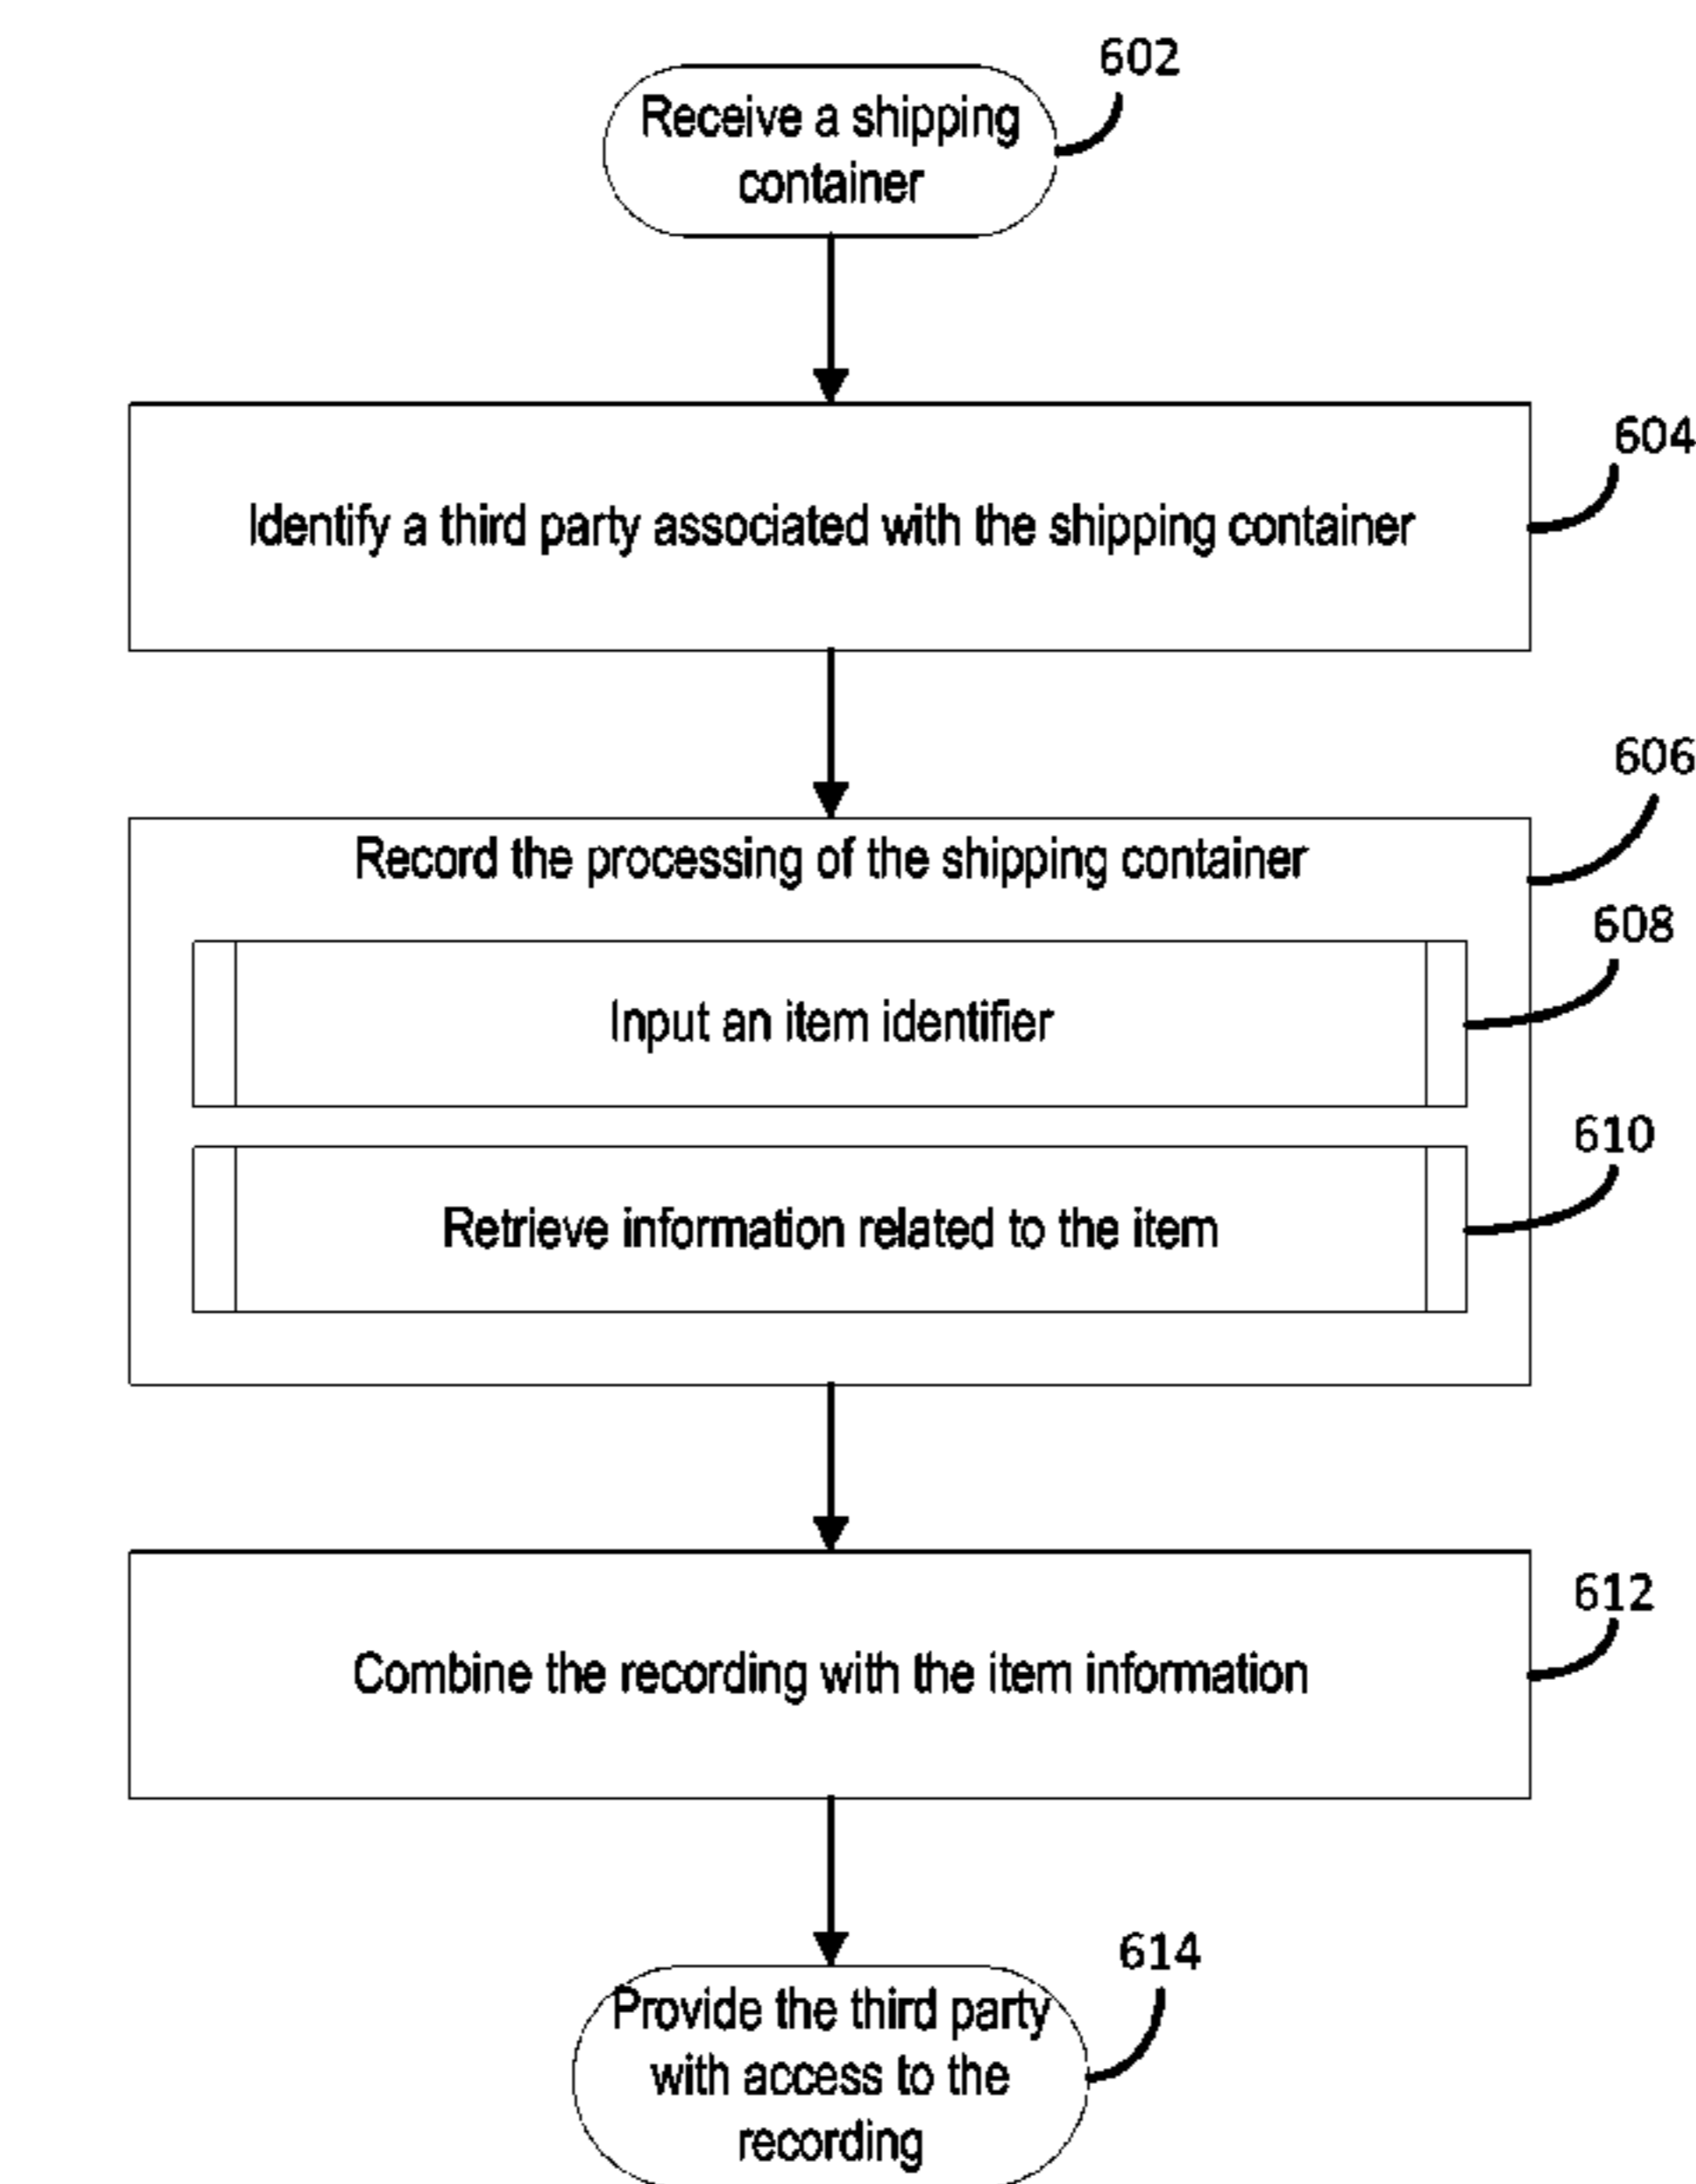 602
Receive a shipping
container
604
Identify a third party associated with the shipping container
606
Record the processing of the shipping container
608
Input an item identifier
610
Retrieve information related to the item
612
Combine the recording with the item information
614
Provide the third party
with access to the
recording